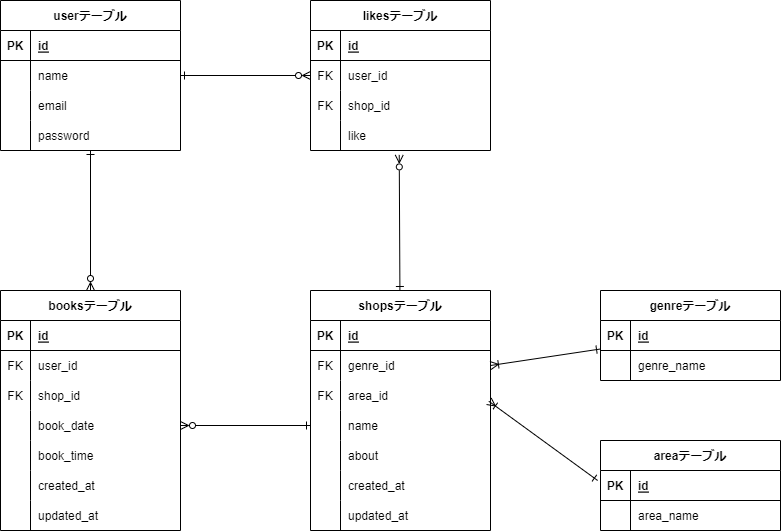 userテーブル
PK id
name
email
password
likesテーブル
PK id
FK user_id
FK shop_id
like
booksテーブル
PK id
FK user_id
FK shop_id
book_date
book_time
created_at
updated_at
shopsテーブル
PK id
FK genre_id
FK area_id
name
about
created_at
updated_at
genreテーブル
PK id
genre_name
areaテーブル
PK id
area_name